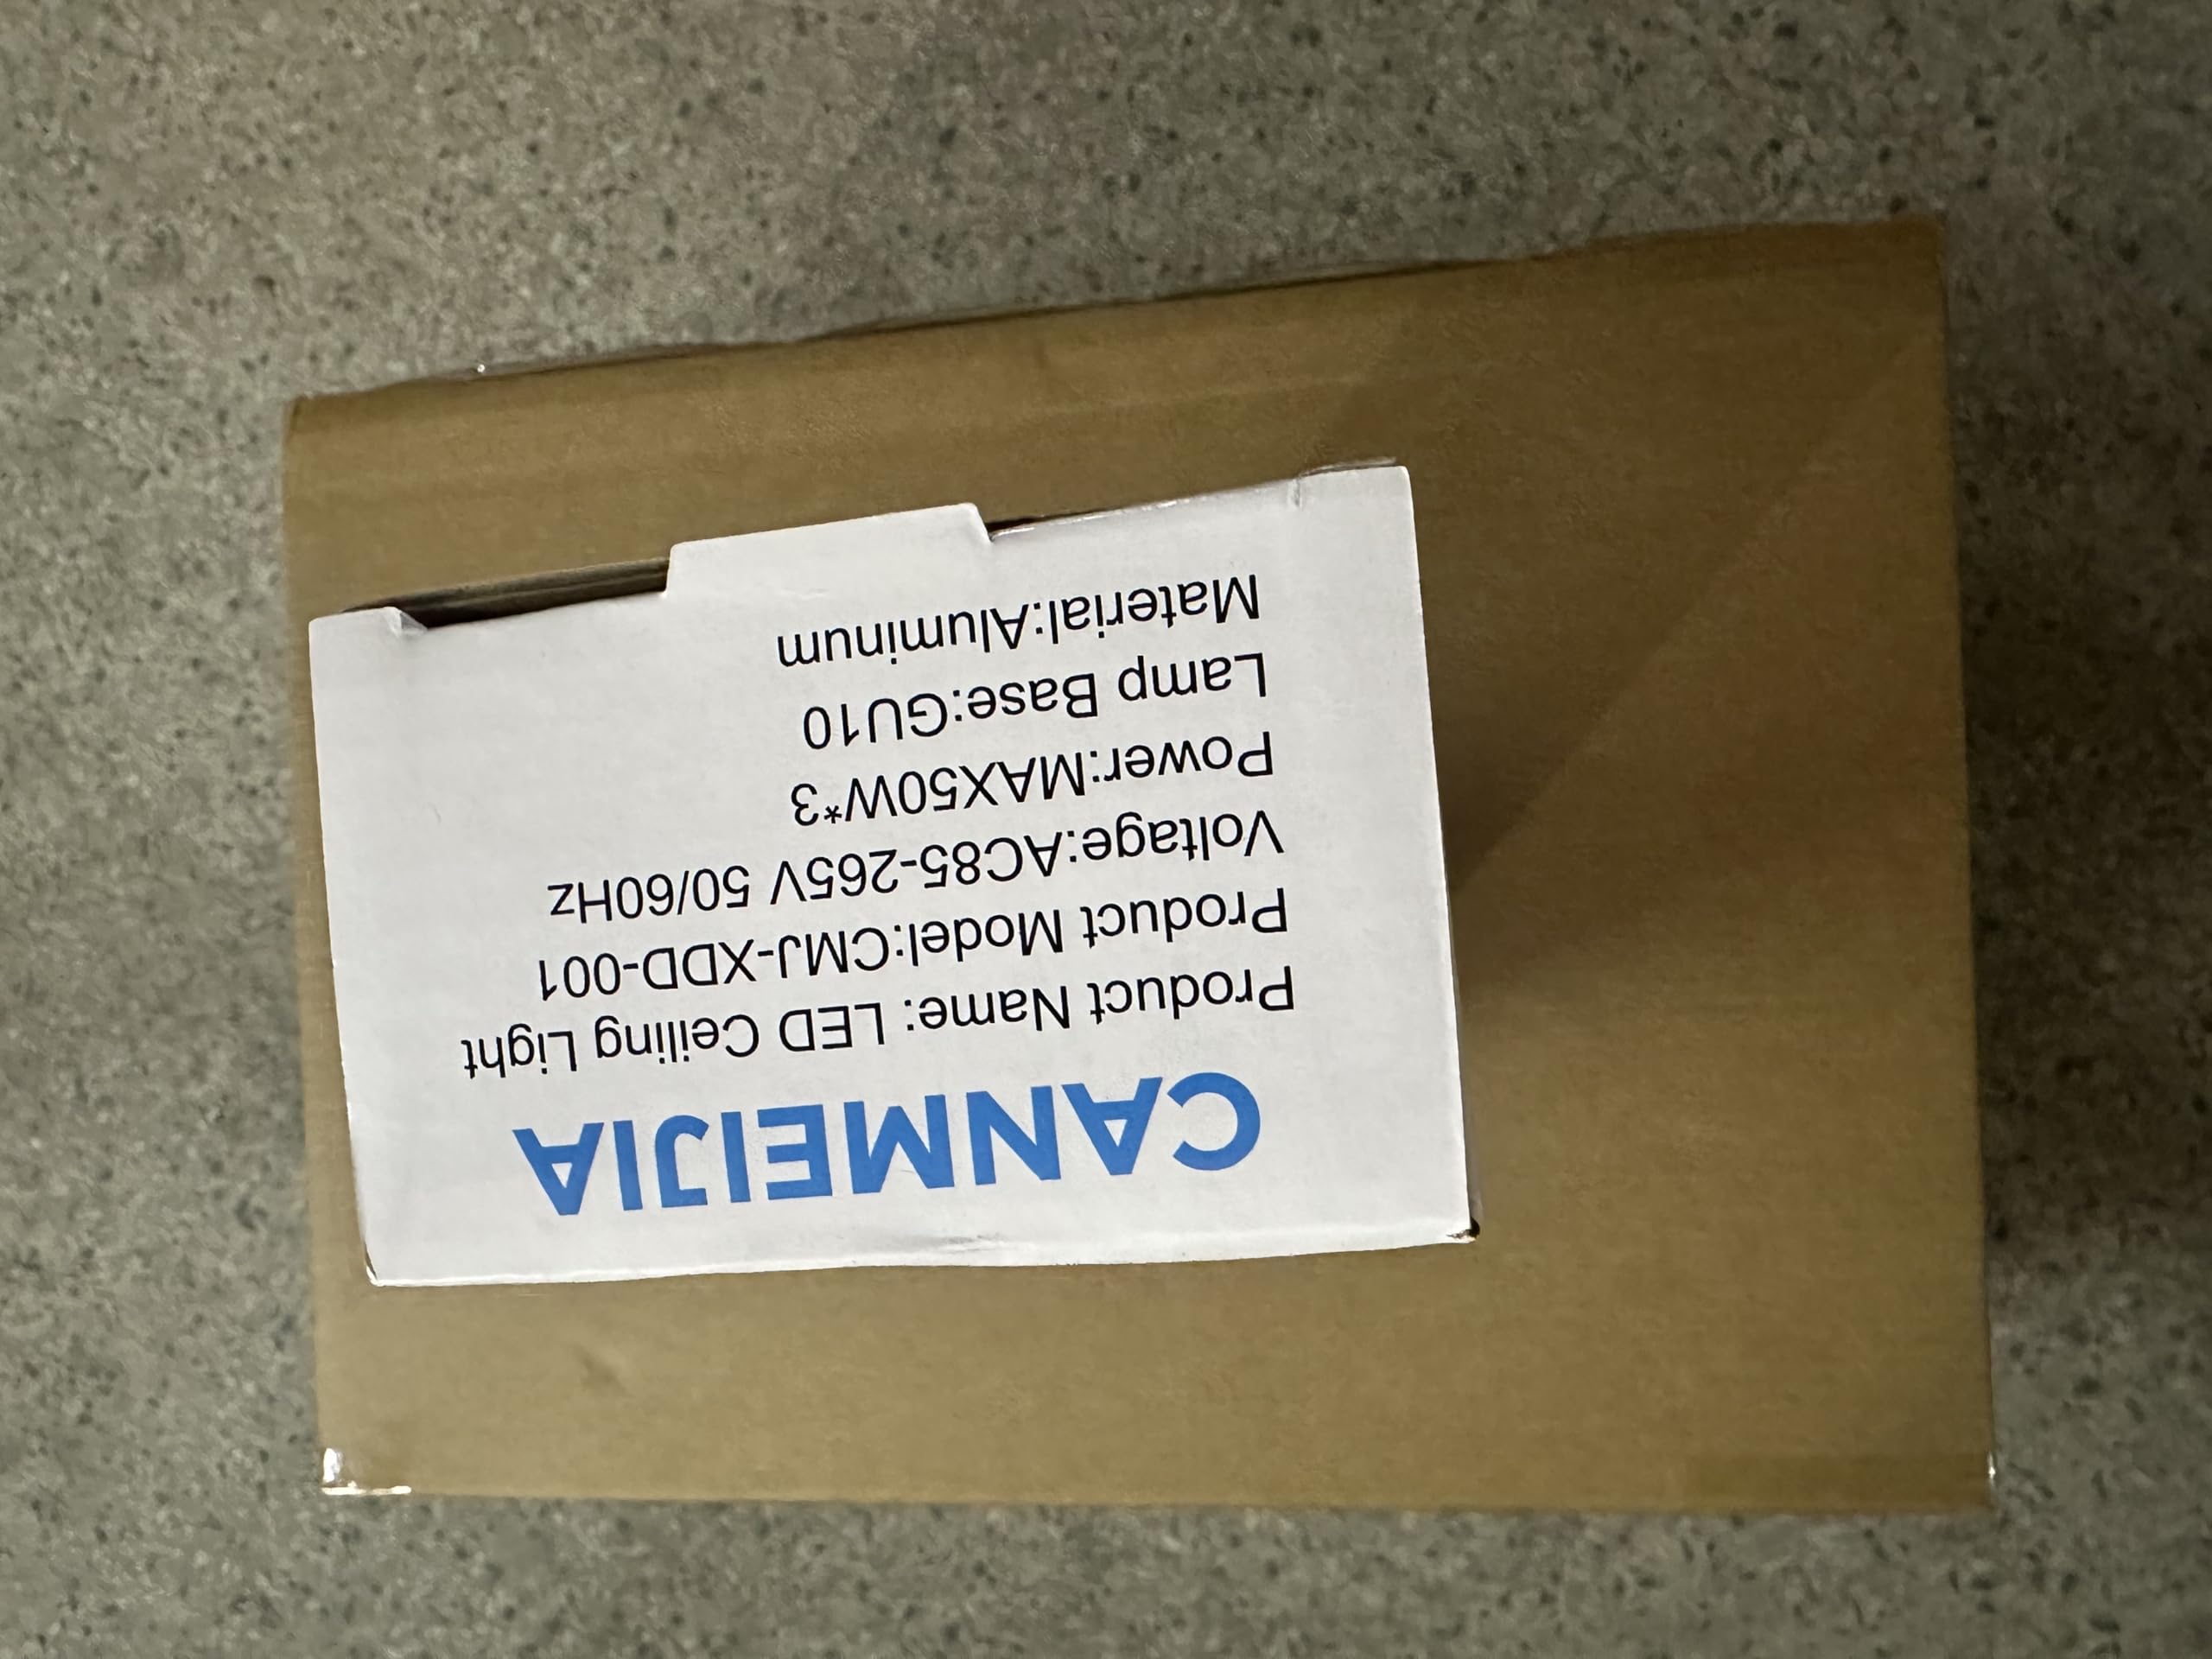 CANMEIJIA
Product Name: LED Ceiling Light
Product Model:CMJ-XDD-001
Voltage:AC85-265V 50/60Hz
Power:MAX50W*3
Lamp Base:GU10
Material:Aluminum